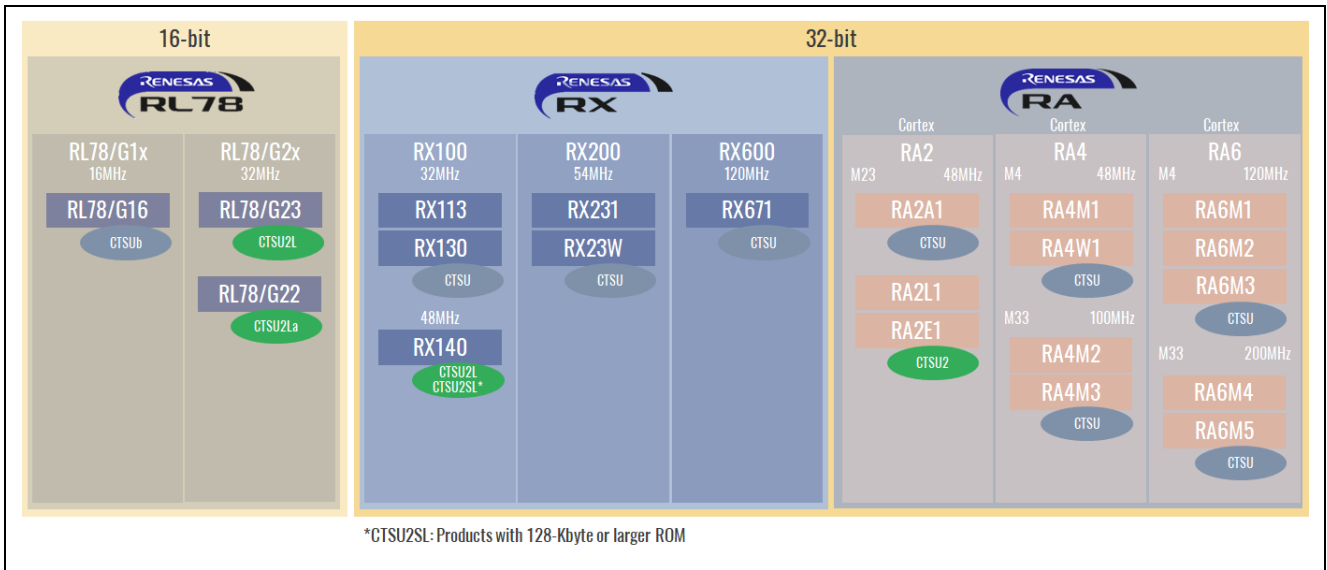 16-bit
32-bit
RENESAS
RL78
RENESAS
RX
RENESAS
RA
RL78/G1x
16MHz
RL78/G16
CTSUb
RL78/G2x
32MHz
RL78/G23
CTSU2L
RL78/G22
CTSU2La
RX100
32MHz
RX113
RX130
CTSU
48MHz
RX140
CTSU2L
CTSU2SL*
RX200
54MHz
RX231
RX23W
CTSU
RX600
120MHz
RX671
CTSU
Cortex
RA2
M23 48MHz
RA2A1
CTSU
RA2L1
RA2E1
CTSU2
Cortex
RA4
M4 48MHz
RA4M1
RA4W1
CTSU
M33 100MHz
RA4M2
RA4M3
CTSU
Cortex
RA6
M4 120MHz
RA6M1
RA6M2
RA6M3
CTSU
M33 200MHz
RA6M4
RA6M5
CTSU
*CTSU2SL: Products with 128-Kbyte or larger ROM